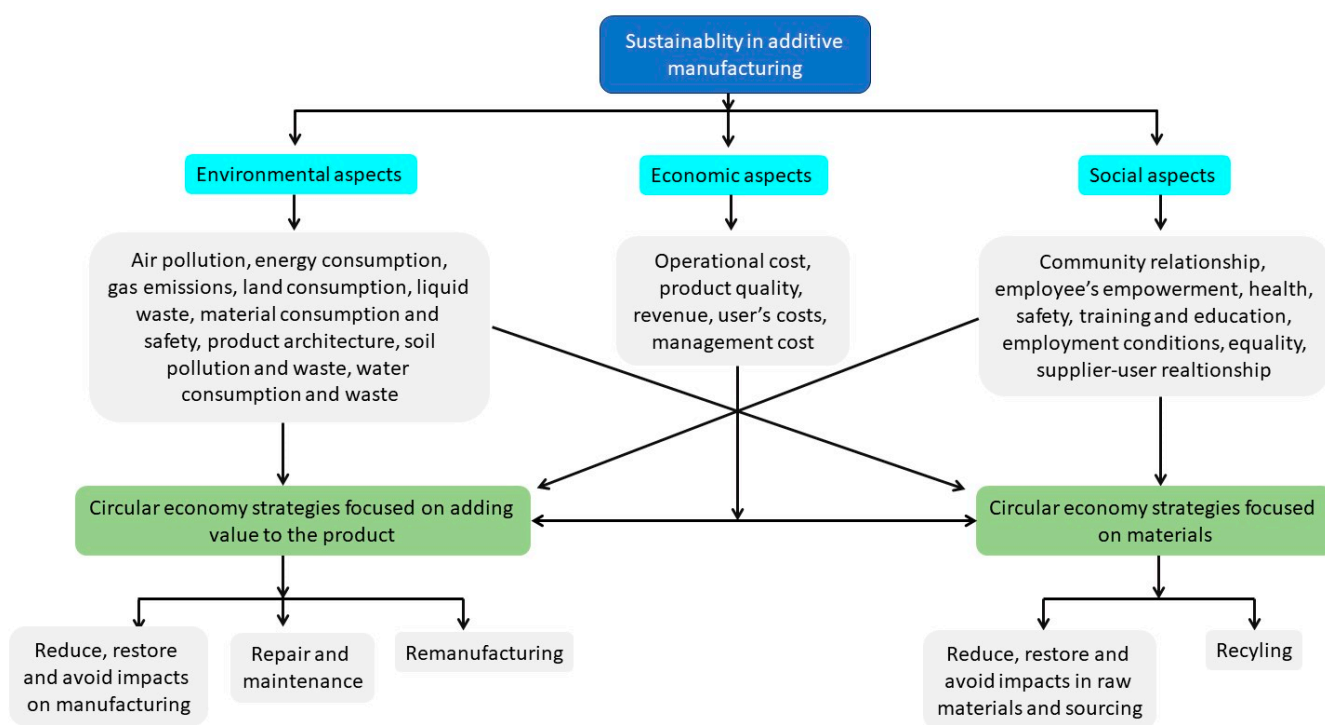 Sustainablity in additive
manufacturing
Environmental aspects
Economic aspects
Social aspects
Air pollution, energy consumption,
gas emissions, land consumption, liquid
waste, material consumption and
safety, product architecture, soil
pollution and waste, water
consumption and waste
Operational cost,
product quality,
revenue, user's costs,
management cost
Community relationship,
employee's empowerment, health,
safety, training and education,
employment conditions, equality,
supplier-user realtionship
Circular economy strategies focused on adding
value to the product
Circular economy strategies focused
on materials
Reduce, restore
and avoid impacts
on manufacturing
Repair and
maintenance
Remanufacturing
Reduce, restore and
avoid impacts in raw
materials and sourcing
Recyling